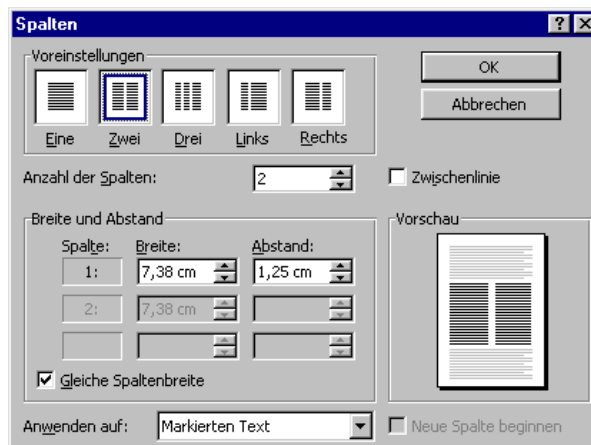 Spalten
Voreinstellungen
Eine Zwei Drei Links Rechts
OK
Abbrechen
Anzahl der Spalten: 2
Zwischenlinie
Breite und Abstand
Spalte: Breite: Abstand:
1: 7,38 cm 1,25 cm
2: 7,38 cm
Gleiche Spaltenbreite
Vorschau
Anwenden auf: Markierten Text
Neue Spalte beginnen